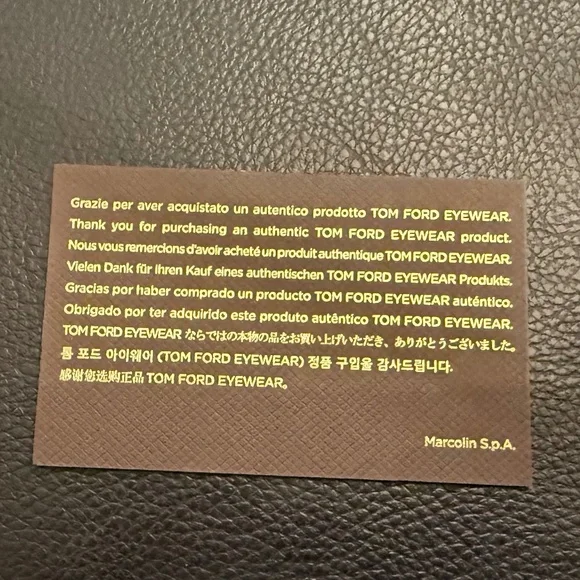 Grazie per aver acquistato un autentico prodotto TOM FORD EYEWEAR.
Thank you for purchasing an authentic TOM FORD EYEWEAR product.
Nous vous remercions d'avoir acheté un produit authentique TOM FORD EYEWEAR.
Vielen Dank für Ihren Kauf eines authentischen TOM FORD EYEWEAR Produkts.
Gracias por haber comprado un producto TOM FORD EYEWEAR auténtico.
Obrigado por ter adquirido este produto autêntico TOM FORD EYEWEAR.
TOM FORD EYEWEAR ならではの本物の品をお買い上げいただき、ありがとうございました。
톰 포드 아이웨어 (TOM FORD EYEWEAR) 정품 구입을 감사드립니다.
感谢您选购正品 TOM FORD EYEWEAR。
Marcolin S.p.A.